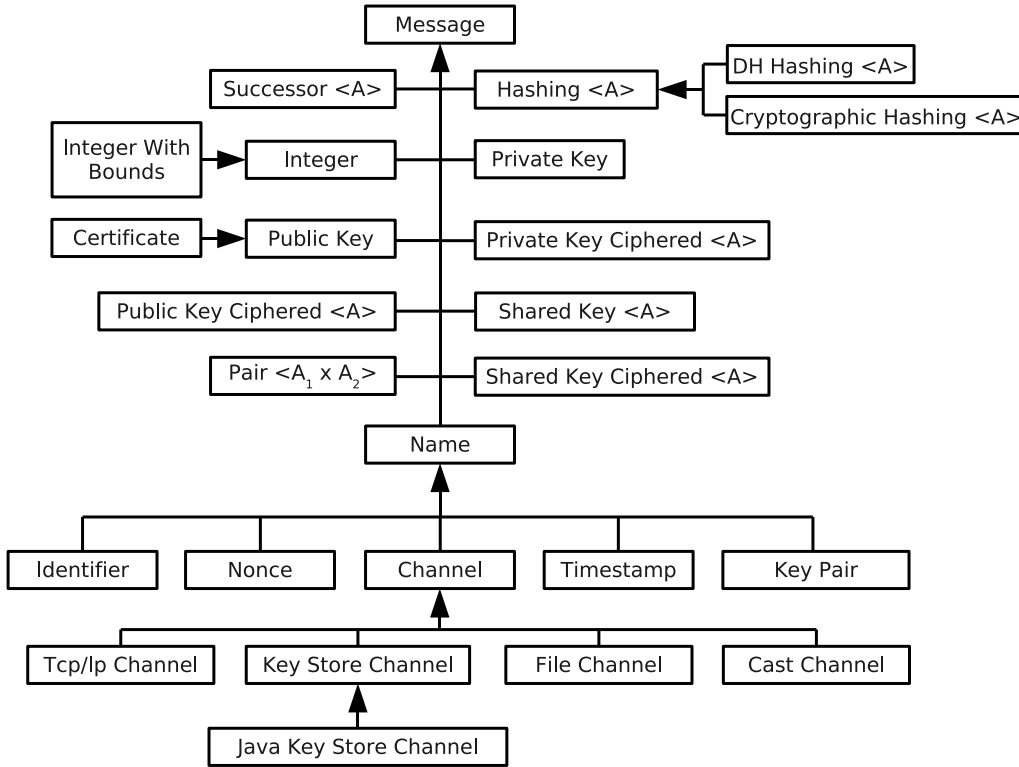 Message
Successor <A>
Hashing <A>
DH Hashing <A>
Cryptographic Hashing <A>
Integer With
Bounds
Integer
Private Key
Certificate
Public Key
Private Key Ciphered <A>
Public Key Ciphered <A>
Shared Key <A>
Pair <A1 x A2>
Shared Key Ciphered <A>
Name
Identifier
Nonce
Channel
Timestamp
Key Pair
Tcp/Ip Channel
Key Store Channel
File Channel
Cast Channel
Java Key Store Channel